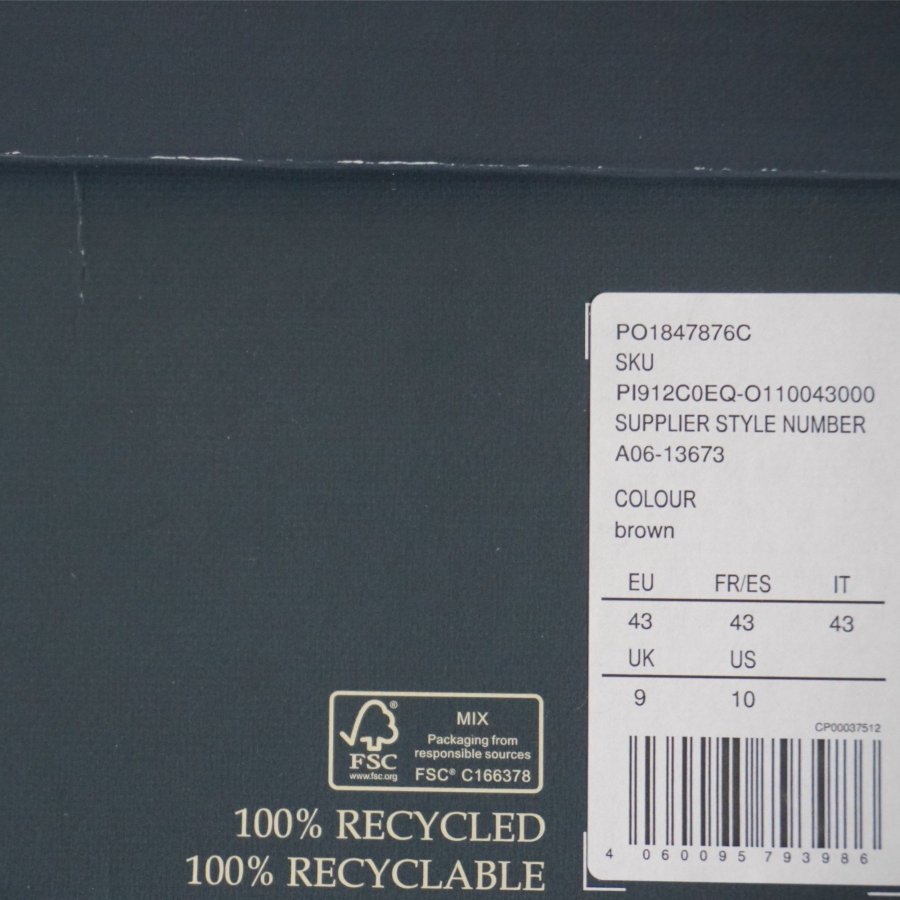 PO1847876C
SKU
PI912C0EQ-O110043000
SUPPLIER STYLE NUMBER
A06-13673
COLOUR
brown
EU FR/ES IT
43 43 43
UK US
9 10
CP00037512
4 060095 793986
FSC®
www.fsc.org
MIX
Packaging from
responsible sources
FSC® C166378
100% RECYCLED
100% RECYCLABLE